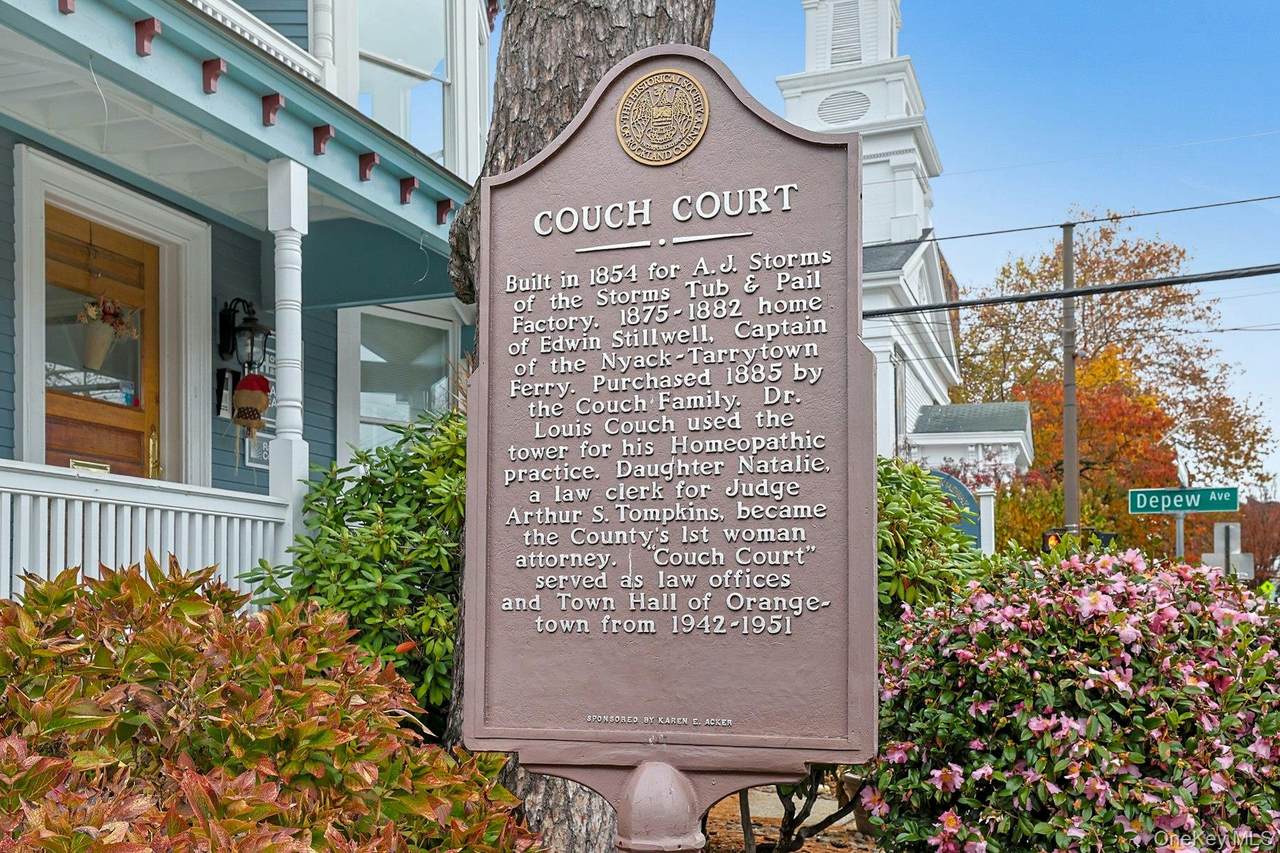 THE HISTORICAL SOCIETY OF
ROCKLAND COUNTY
COUCH COURT
Built in 1854 for A.J. Storms
of the Storms Tub & Pail
Factory. 1875-1882 home
of Edwin Stillwell, Captain
of the Nyack-Tarrytown
Ferry. Purchased 1885 by
the Couch Family. Dr.
Louis Couch used the
tower for his Homeopathic
practice. Daughter Natalie,
a law clerk for Judge
Arthur S. Tompkins, became
the County's 1st woman
attorney. "Couch Court"
served as law offices
and Town Hall of Orange-
town from 1942-1951
SPONSORED BY KAREN E. ACKER
Depew Ave
OneKey MLS